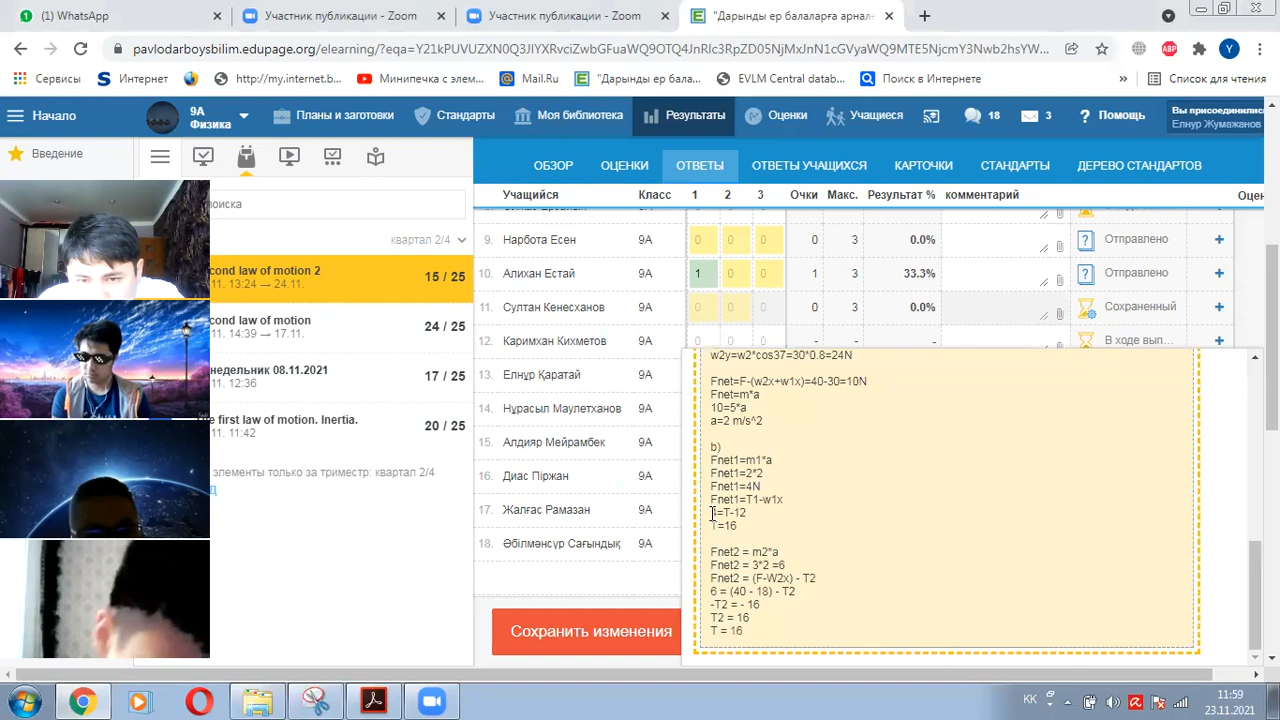 (1) WhatsApp
Участник публикации - Zoom
Участник публикации - Zoom
"Дарынды ер балаларға арнал
pavlodarboysbilim.edupage.org/elearning/?eqa=
Сервисы
Интернет
http://my.internet.b...
Минипечка с элем...
Mail.Ru
"Дарынды ер бала...
EVLM Central datab...
Поиск в Интернете
»
Список для чтения
Начало
9А
Физика
Планы и заготовки
Стандарты
Моя библиотека
Результаты
Оценки
Учащиеся
18
3
Помощь
Вы присоединились
Елнур Жумажанов
Введение
ОБЗОР
ОЦЕНКИ
ОТВЕТЫ
ОТВЕТЫ УЧАЩИХСЯ
КАРТОЧКИ
СТАНДАРТЫ
ДЕРЕВО СТАНДАРТОВ
поиска
квартал 2/4
cond law of motion 2
15 / 25
11. 13:24 → 24.11.
cond law of motion
24 / 25
11. 14:39 → 17.11.
недельник 08.11.2021
17 / 25
11. 12:36
he first law of motion. Inertia.
20 / 25
11. 11:42
элементы только за триместр: квартал 2/4
Учащийся Класс 1 2 3 Очки Макс. Результат % комментарий Оцен
9. Нарбота Есен 9А 0 0 0 0 3 0.0% Отправлено +
10. Алихан Естай 9А 1 0 0 1 3 33.3% Отправлено +
11. Султан Кенесханов 9А 0 0 0 0 3 0.0% Сохраненный +
12. Каримжан Кихметов 9А - - - - В ходе вып... +
13. Елнұр Қаратай 9А
14. Нұрасыл Маулетханов 9А
15. Алдияр Мейрамбек 9А
16. Диас Піржан 9А
17. Жалғас Рамазан 9А
18. Әбілмәнсүр Сағындық 9А
Сохранить изменения
w2y=w2*cos37=30*0.8=24N
Fnet=F-(w2x+w1x)=40-30=10N
Fnet=m*a
10=5*a
a=2 m/s^2
b)
Fnet1=m1*a
Fnet1=2*2
Fnet1=4N
Fnet1=T1-w1x
=T-12
T=16
Fnet2 = m2*a
Fnet2 = 3*2 =6
Fnet2 = (F-W2x) - T2
6 = (40 - 18) - T2
-T2 = - 16
T2 = 16
T = 16
KK
11:59
23.11.2021